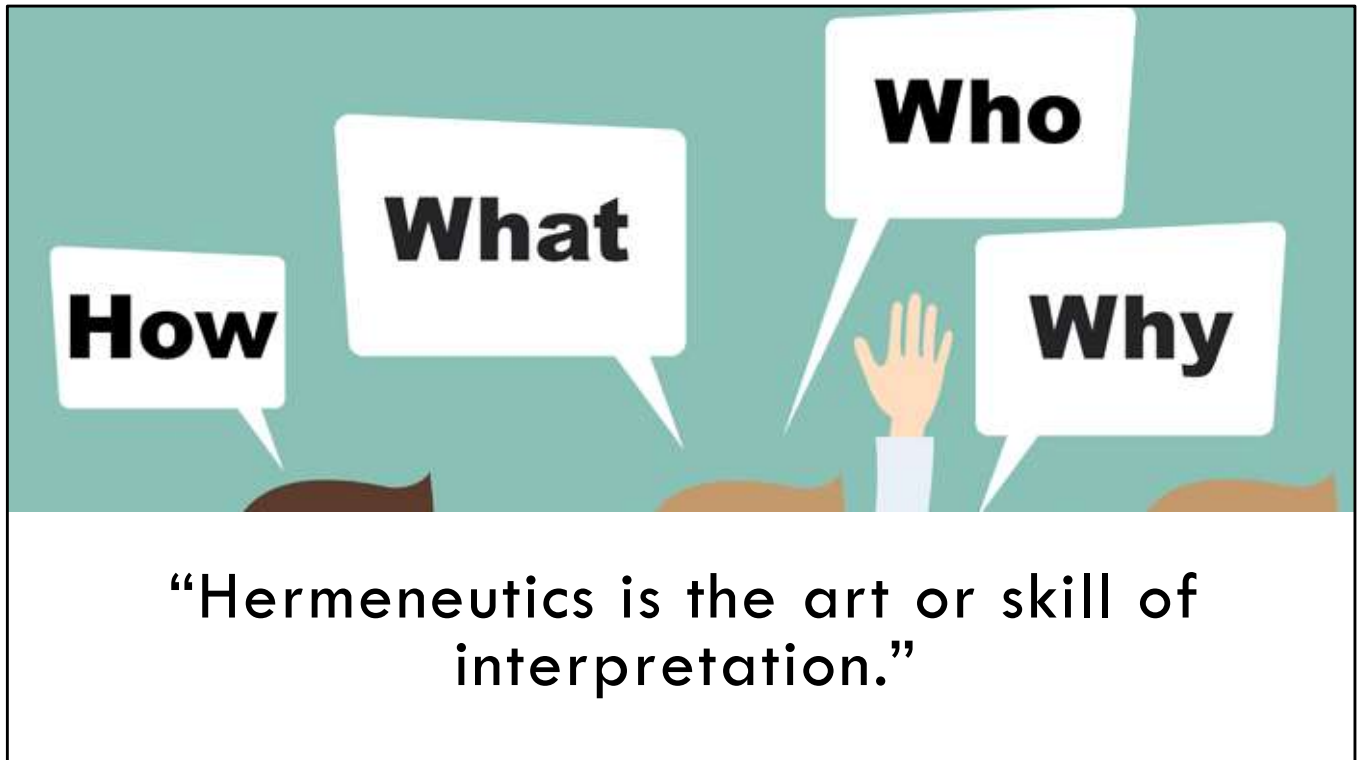 Who
What
How
Why
“Hermeneutics is the art or skill of
interpretation.”